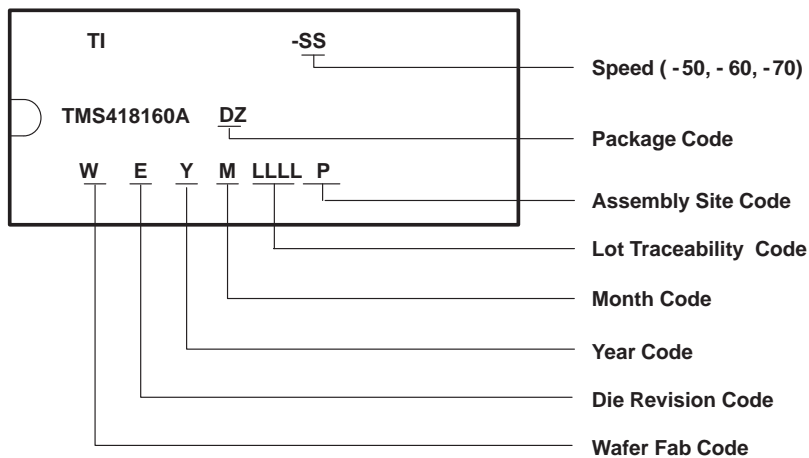 TI -SS
Speed ( -50, - 60, -70)
TMS418160A DZ
Package Code
W E Y M LLLL P
Assembly Site Code
Lot Traceability Code
Month Code
Year Code
Die Revision Code
Wafer Fab Code